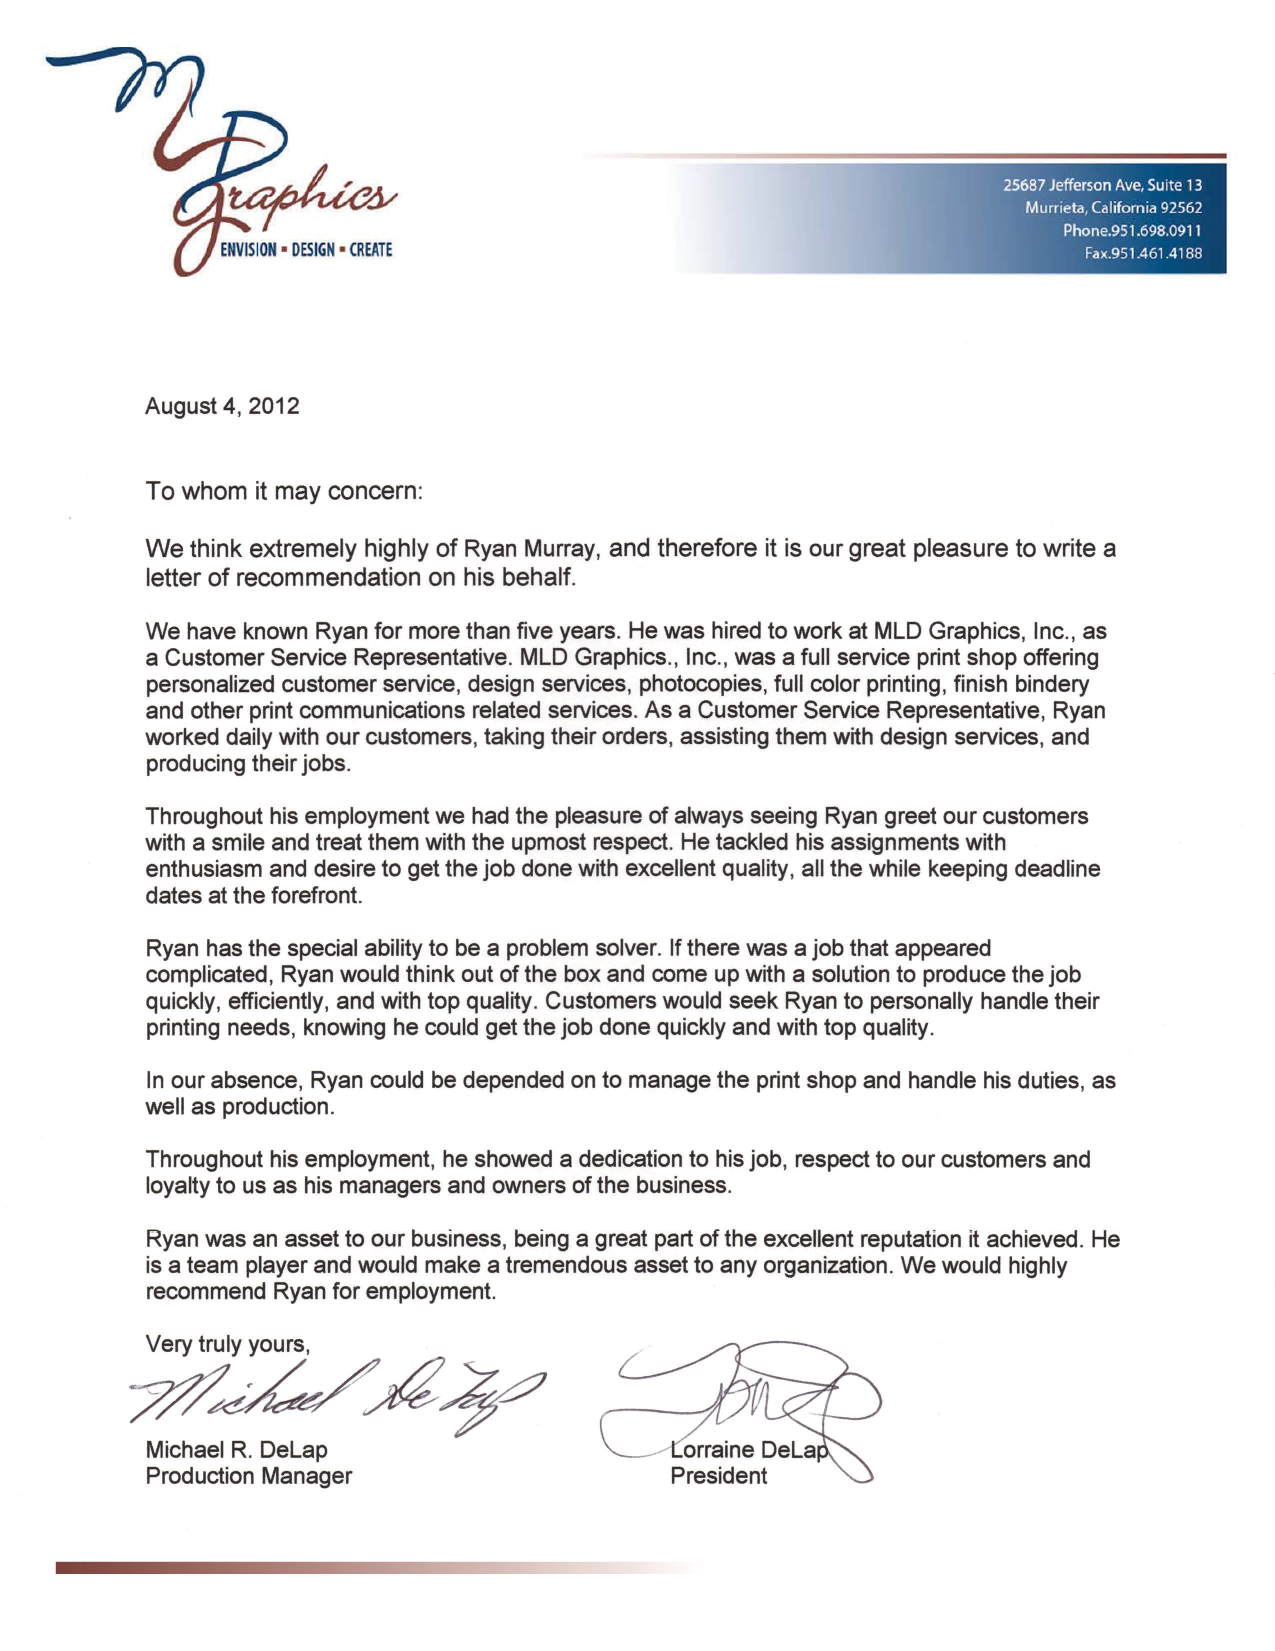 MLD Graphics
ENVISION ▪ DESIGN ▪ CREATE
25687 Jefferson Ave, Suite 13
Murrieta, California 92562
Phone.951.698.0911
Fax.951.461.4188
August 4, 2012
To whom it may concern:
We think extremely highly of Ryan Murray, and therefore it is our great pleasure to write a
letter of recommendation on his behalf.
We have known Ryan for more than five years. He was hired to work at MLD Graphics, Inc., as
a Customer Service Representative. MLD Graphics., Inc., was a full service print shop offering
personalized customer service, design services, photocopies, full color printing, finish bindery
and other print communications related services. As a Customer Service Representative, Ryan
worked daily with our customers, taking their orders, assisting them with design services, and
producing their jobs.
Throughout his employment we had the pleasure of always seeing Ryan greet our customers
with a smile and treat them with the upmost respect. He tackled his assignments with
enthusiasm and desire to get the job done with excellent quality, all the while keeping deadline
dates at the forefront.
Ryan has the special ability to be a problem solver. If there was a job that appeared
complicated, Ryan would think out of the box and come up with a solution to produce the job
quickly, efficiently, and with top quality. Customers would seek Ryan to personally handle their
printing needs, knowing he could get the job done quickly and with top quality.
In our absence, Ryan could be depended on to manage the print shop and handle his duties, as
well as production.
Throughout his employment, he showed a dedication to his job, respect to our customers and
loyalty to us as his managers and owners of the business.
Ryan was an asset to our business, being a great part of the excellent reputation it achieved. He
is a team player and would make a tremendous asset to any organization. We would highly
recommend Ryan for employment.
Very truly yours,
Michael DeLap
Michael R. DeLap
Production Manager
Lorraine DeLap
President